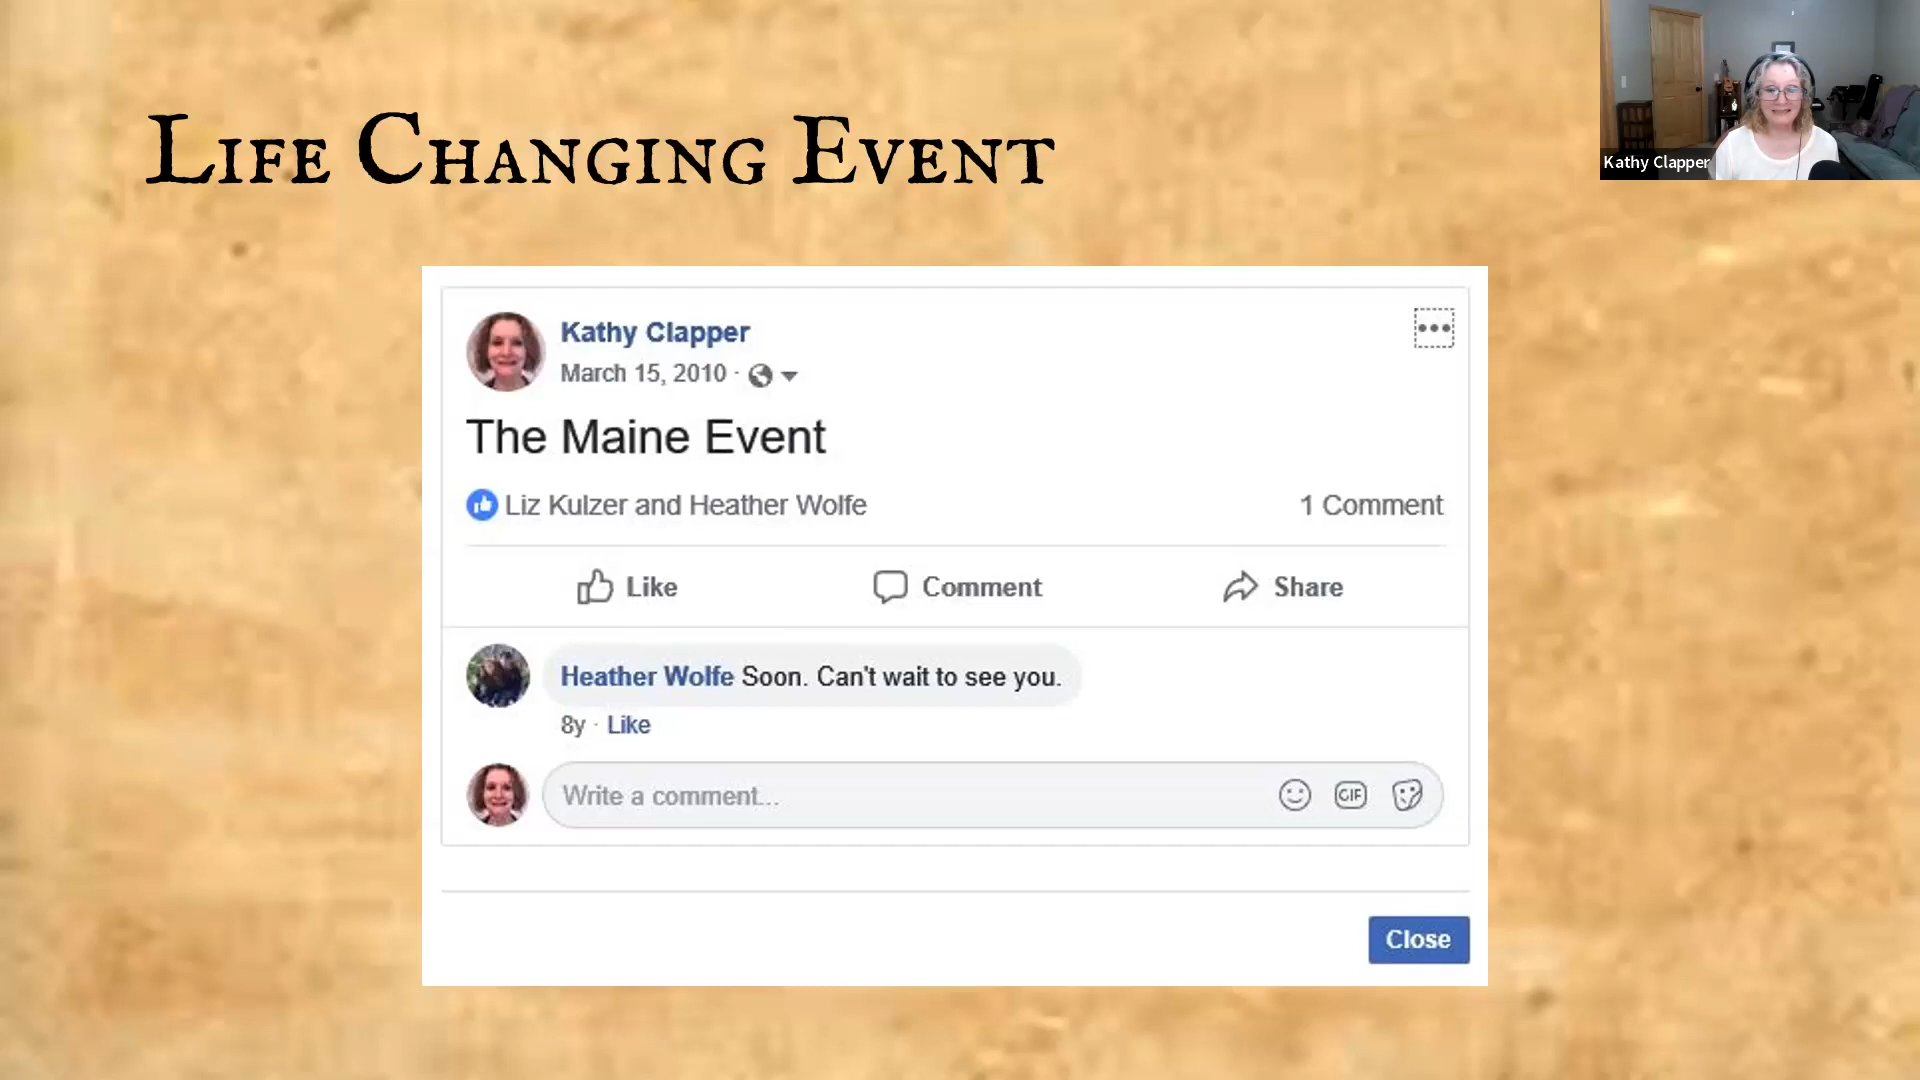 Life Changing Event
Kathy Clapper
Kathy Clapper
March 15, 2010 ·
The Maine Event
Liz Kulzer and Heather Wolfe
1 Comment
Like
Comment
Share
Heather Wolfe Soon. Can't wait to see you.
8y · Like
Write a comment...
GIF
Close